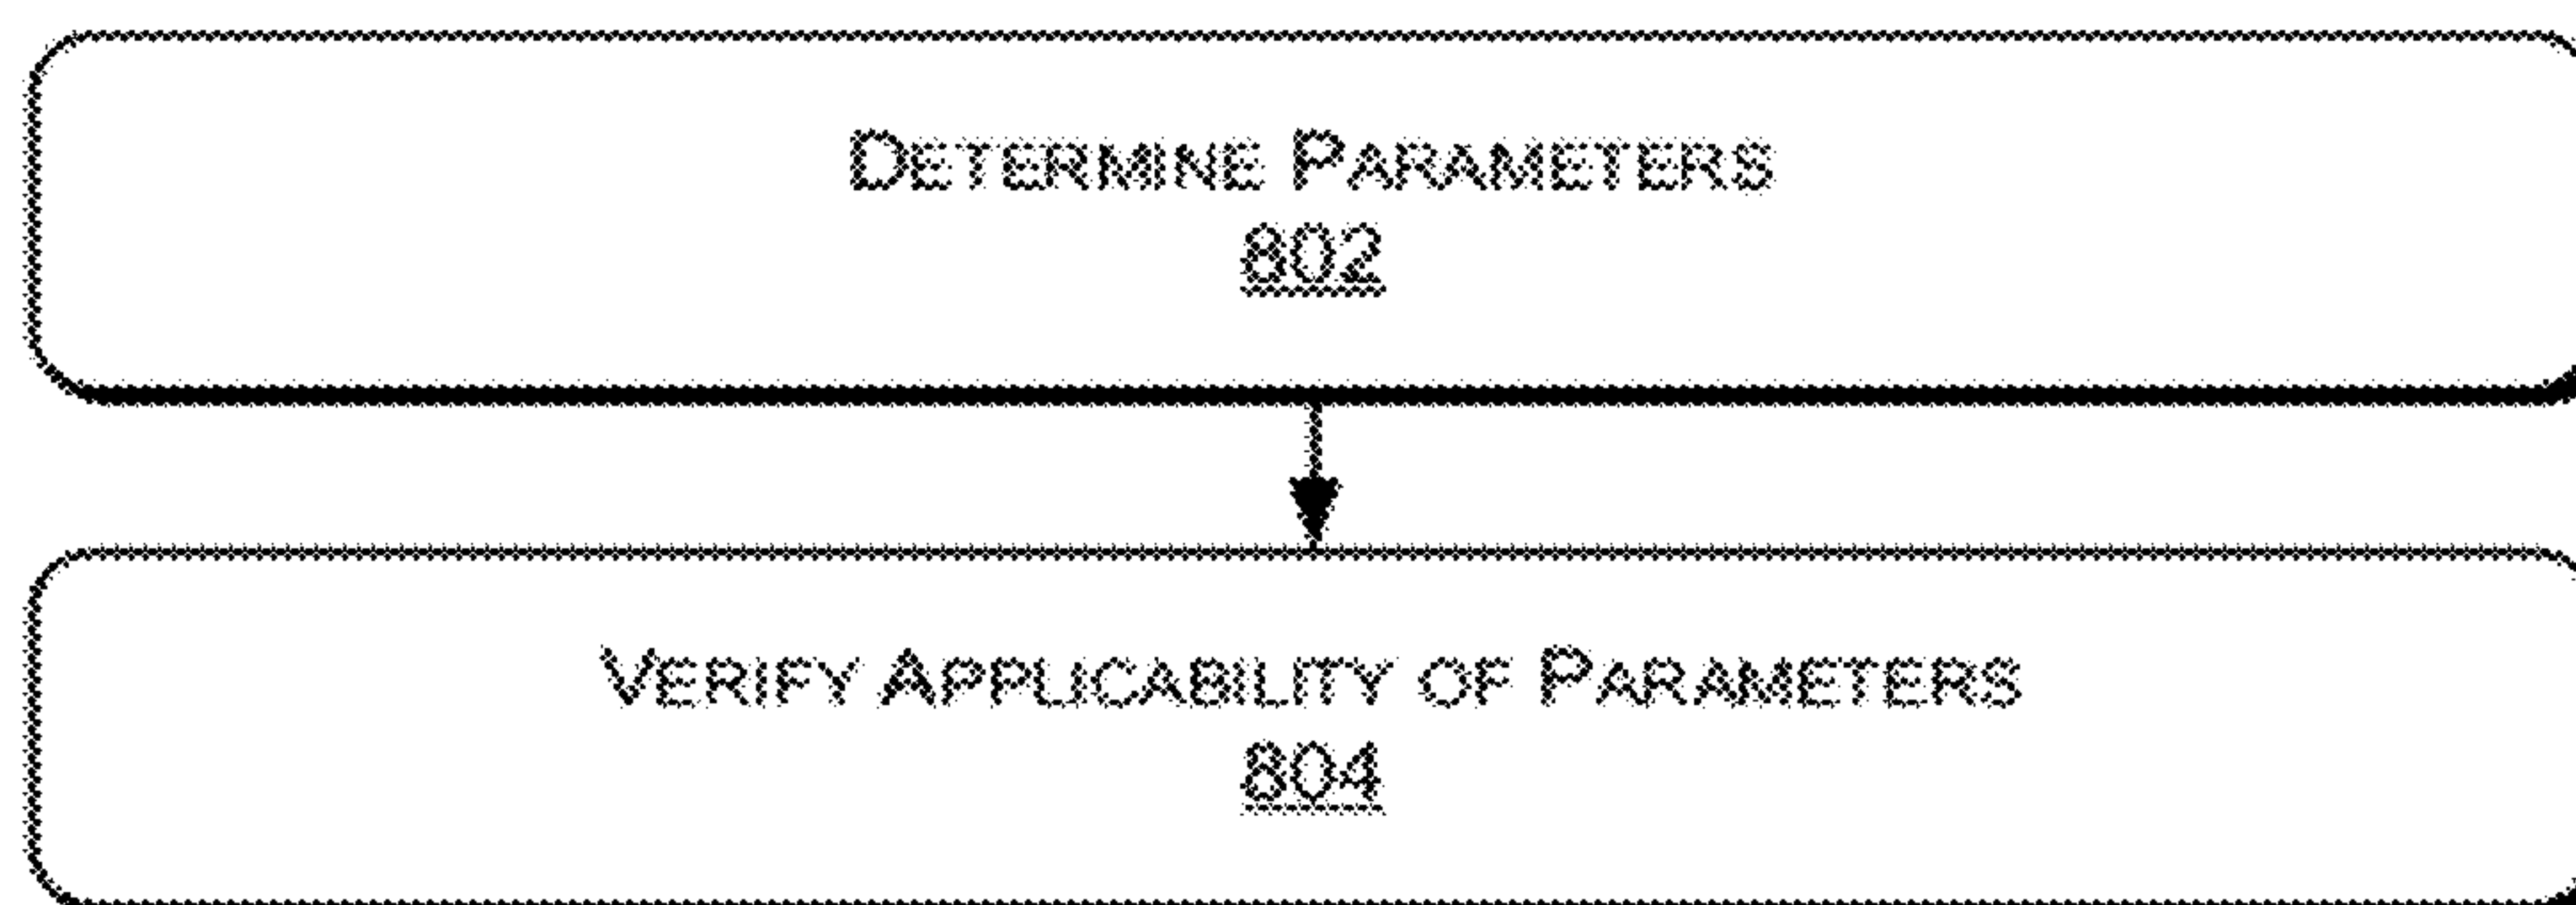 DETERMINE PARAMETERS
802
VERIFY APPLICABILITY OF PARAMETERS
804